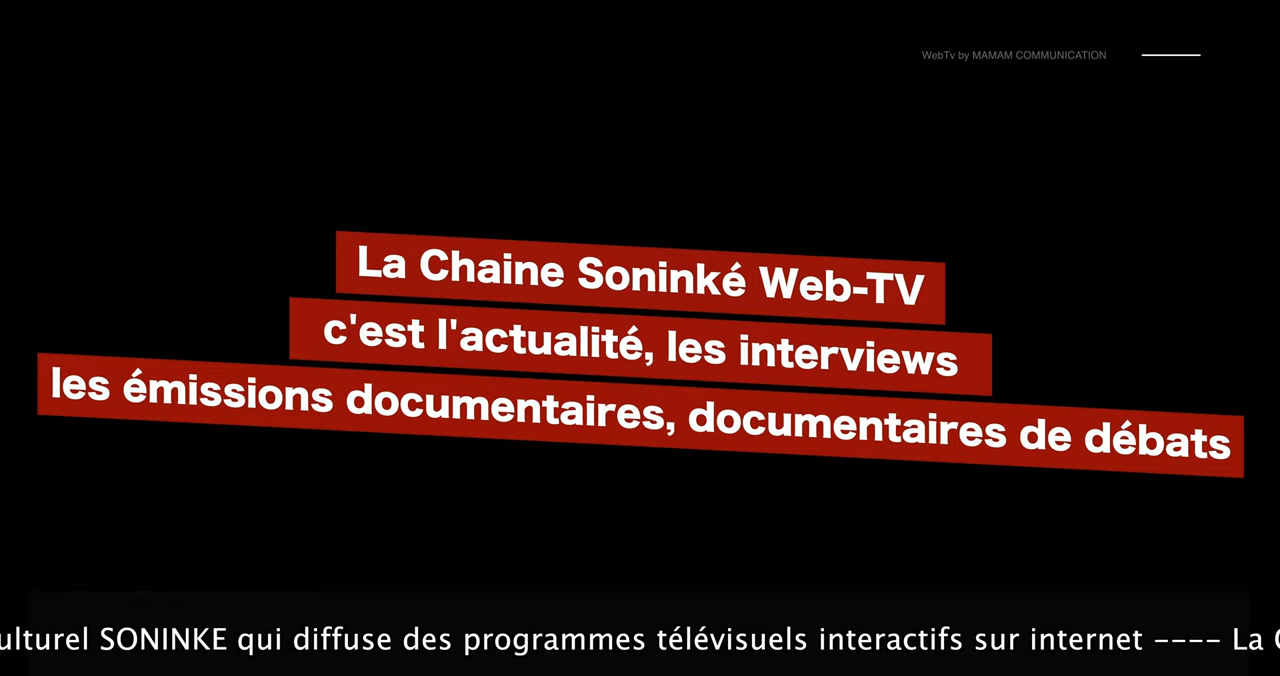 WebTv by MAMAM COMMUNICATION
La Chaine Soninké Web-TV
c'est l'actualité, les interviews
les émissions documentaires, documentaires de débats
SONINKE qui diffuse des programmes télévisuels interactifs sur internet ---- La